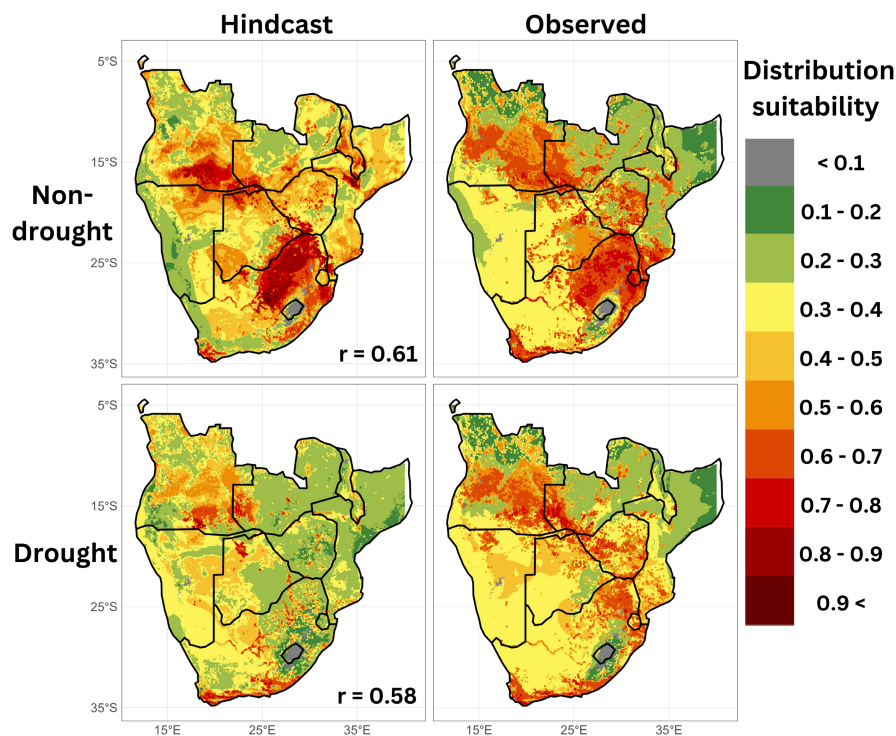 Hindcast
Observed
5°S
15°S
25°S
35°S
Non-
drought
r = 0.61
5°S
15°S
25°S
35°S
Drought
r = 0.58
15°E
25°E
35°E
15°E
25°E
35°E
Distribution
suitability
< 0.1
0.1 - 0.2
0.2 - 0.3
0.3 - 0.4
0.4 - 0.5
0.5 - 0.6
0.6 - 0.7
0.7 - 0.8
0.8 - 0.9
0.9 <